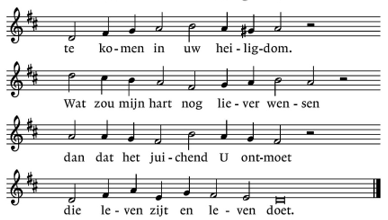 te ko-men in uw hei-lig-dom.
Wat zou mijn hart nog lie-ver wen-sen
dan dat het jui-chend U ont-moet
die le-ven zijt en le-ven doet.